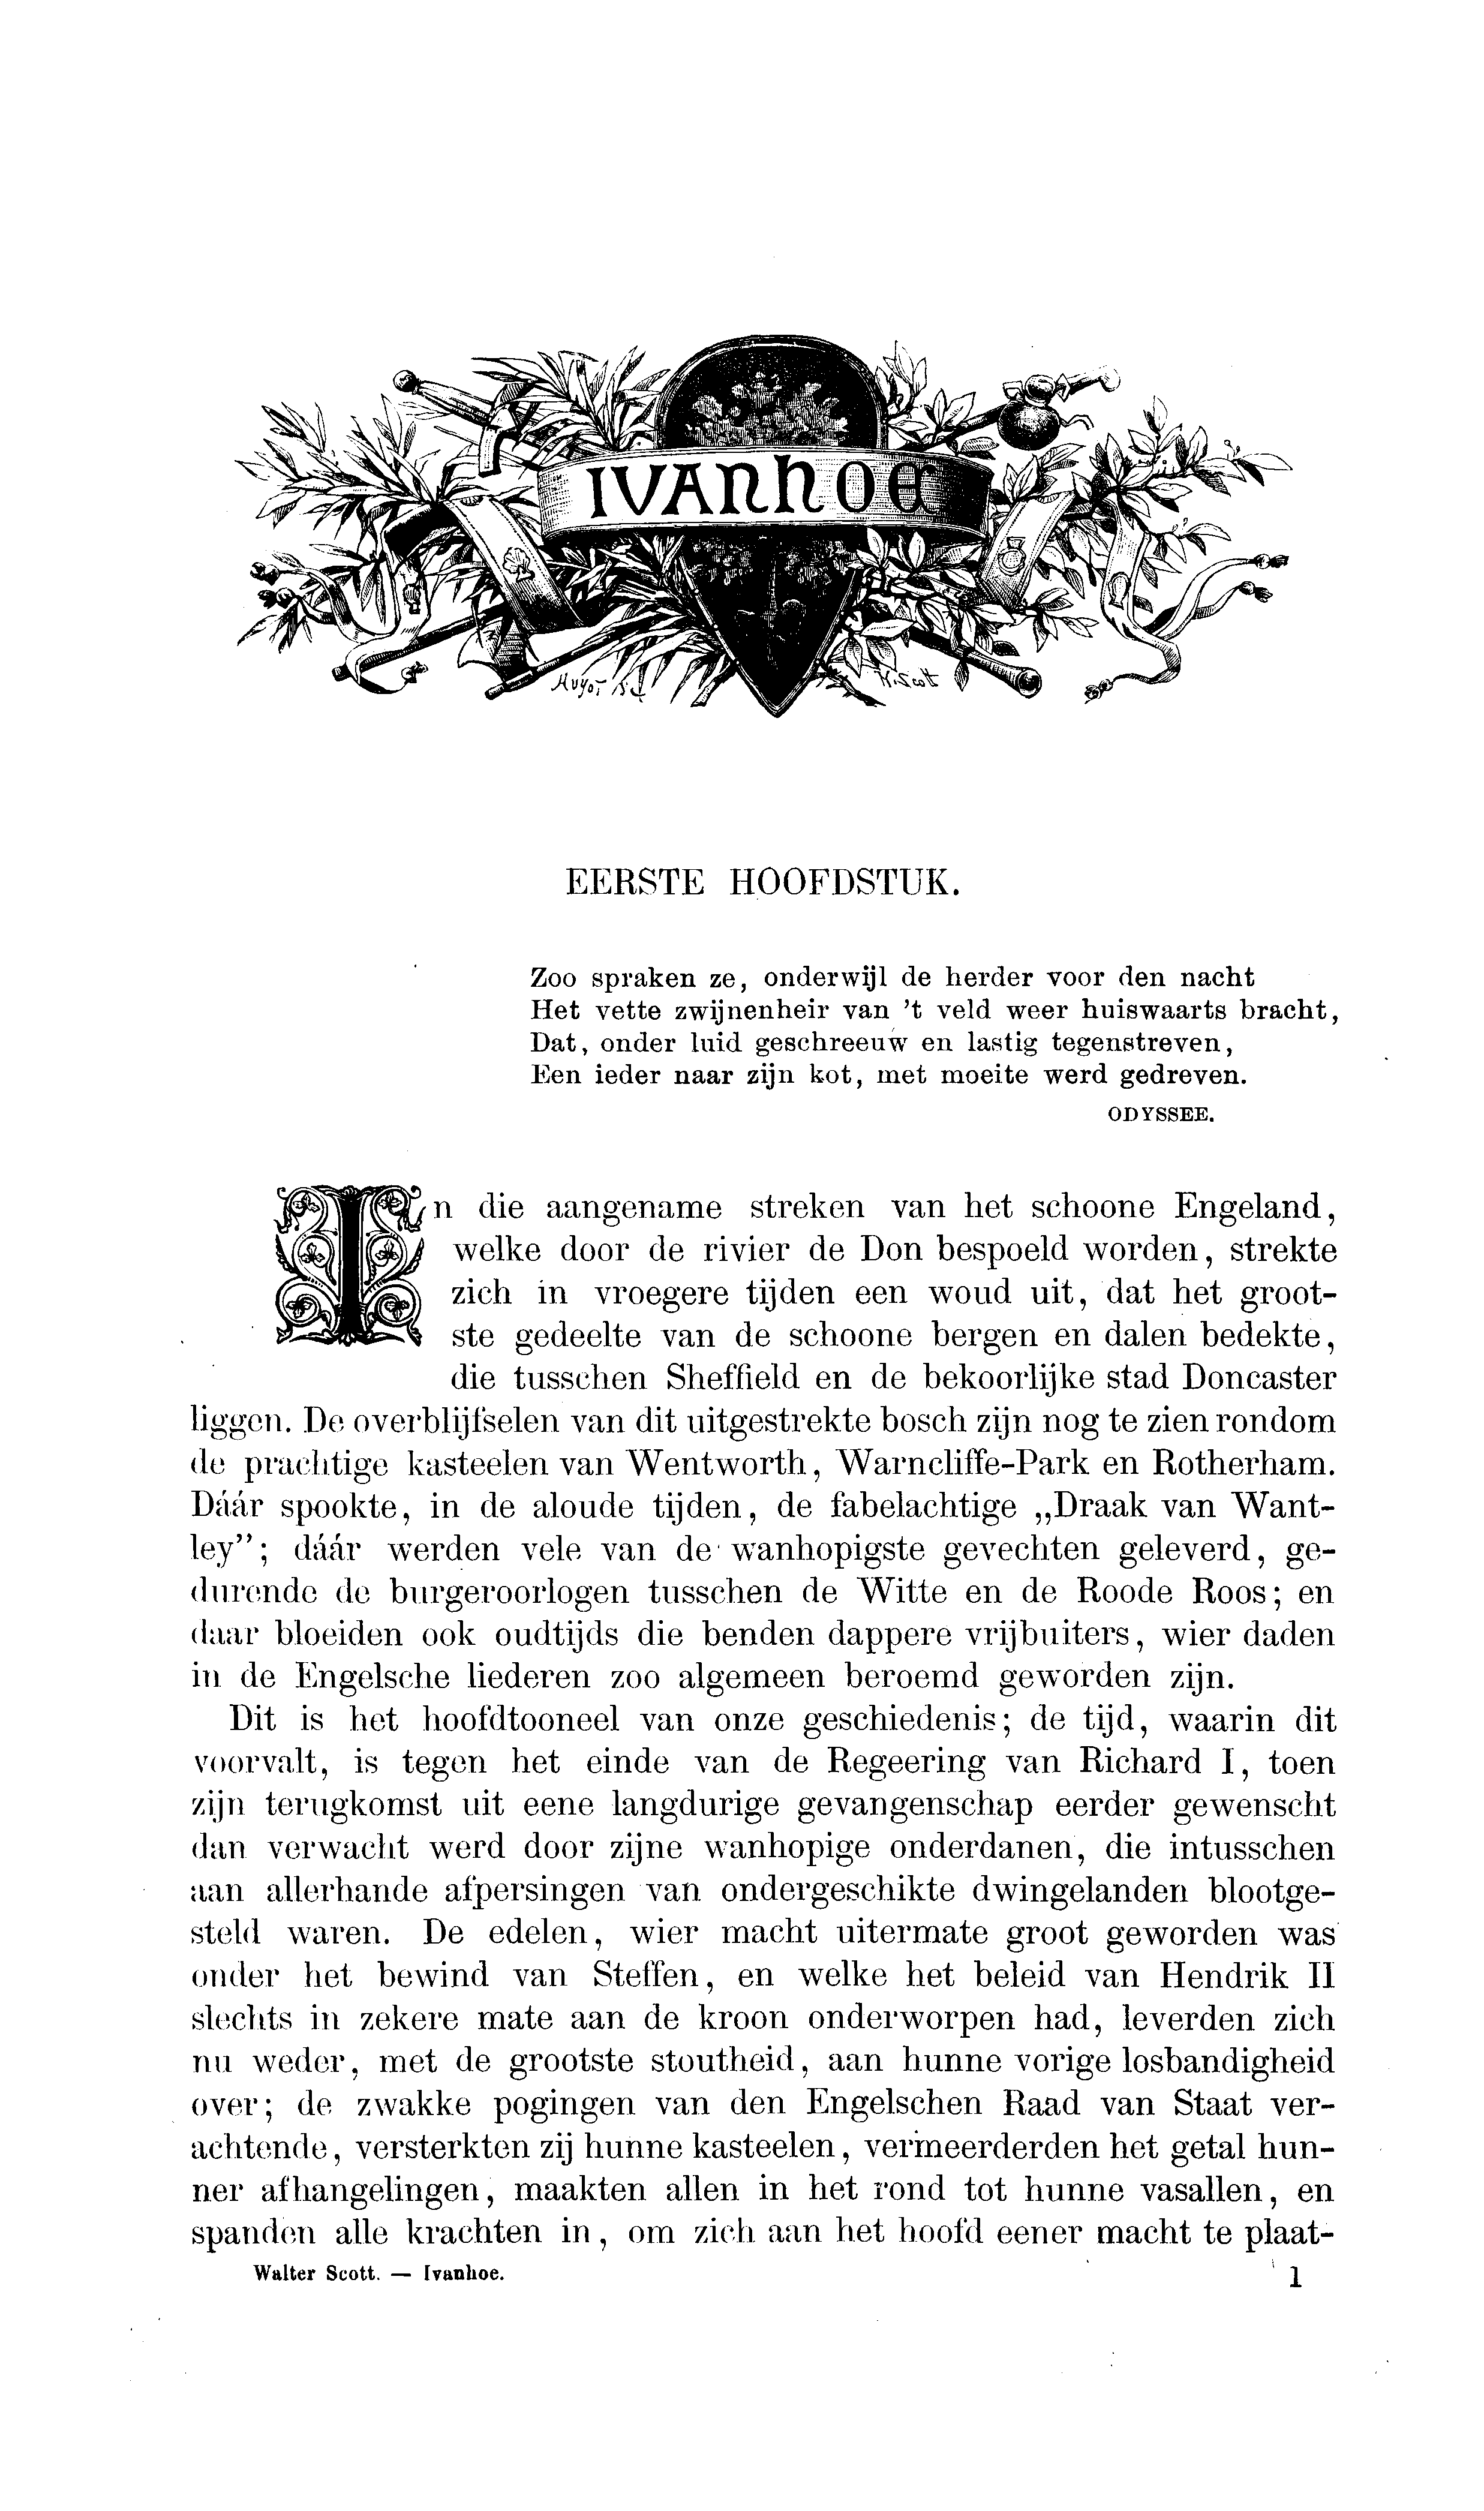 IVANhOE
EERSTE HOOFDSTUK.
Zoo spraken ze, onderwijl de herder voor den nacht
Het vette zwijnenheir van 't veld weer huiswaarts bracht,
Dat, onder luid geschreeuw en lastig tegenstreven,
Een ieder naar zijn kot, met moeite werd gedreven.
ODYSSEE.
In die aangename streken van het schoone Engeland,
welke door de rivier de Don bespoeld worden, strekte
zich in vroegere tijden een woud uit, dat het groot-
ste gedeelte van de schoone bergen en dalen bedekte,
die tusschen Sheffield en de bekoorlijke stad Doncaster
liggen. De overblijfselen van dit uitgestrekte bosch zijn nog te zien rondom
de prachtige kasteelen van Wentworth, Warncliffe-Park en Rotherham.
Dáár spookte, in de aloude tijden, de fabelachtige „Draak van Want-
ley”; dáár werden vele van de wanhopigste gevechten geleverd, ge-
durende de burgeroorlogen tusschen de Witte en de Roode Roos; en
daar bloeiden ook oudtijds die benden dappere vrijbuiters, wier daden
in de Engelsche liederen zoo algemeen beroemd geworden zijn.
Dit is het hoofdtooneel van onze geschiedenis; de tijd, waarin dit
voorvalt, is tegen het einde van de Regeering van Richard I, toen
zijn terugkomst uit eene langdurige gevangenschap eerder gewenscht
dan verwacht werd door zijne wanhopige onderdanen, die intusschen
aan allerhande afpersingen van ondergeschikte dwingelanden blootge-
steld waren. De edelen, wier macht uitermate groot geworden was
onder het bewind van Steffen, en welke het beleid van Hendrik II
slechts in zekere mate aan de kroon onderworpen had, leverden zich
nu weder, met de grootste stoutheid, aan hunne vorige losbandigheid
over; de zwakke pogingen van den Engelschen Raad van Staat ver-
achtende, versterkten zij hunne kasteelen, vermeerderden het getal hun-
ner afhangelingen, maakten allen in het rond tot hunne vasallen, en
spanden alle krachten in, om zich aan het hoofd eener macht te plaat-
Walter Scott. — Ivanhoe. 1